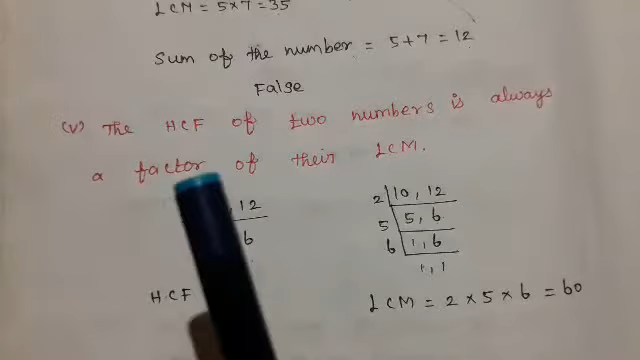 LCM = 5×7 = 35
Sum of the number = 5+7 = 12
False
(v) The HCF of two numbers is always
a factor of their LCM.
, 12
6
2 10, 12
5 5, 6
6 1, 6
1, 1
HCF
LCM = 2 × 5 × 6 = 60